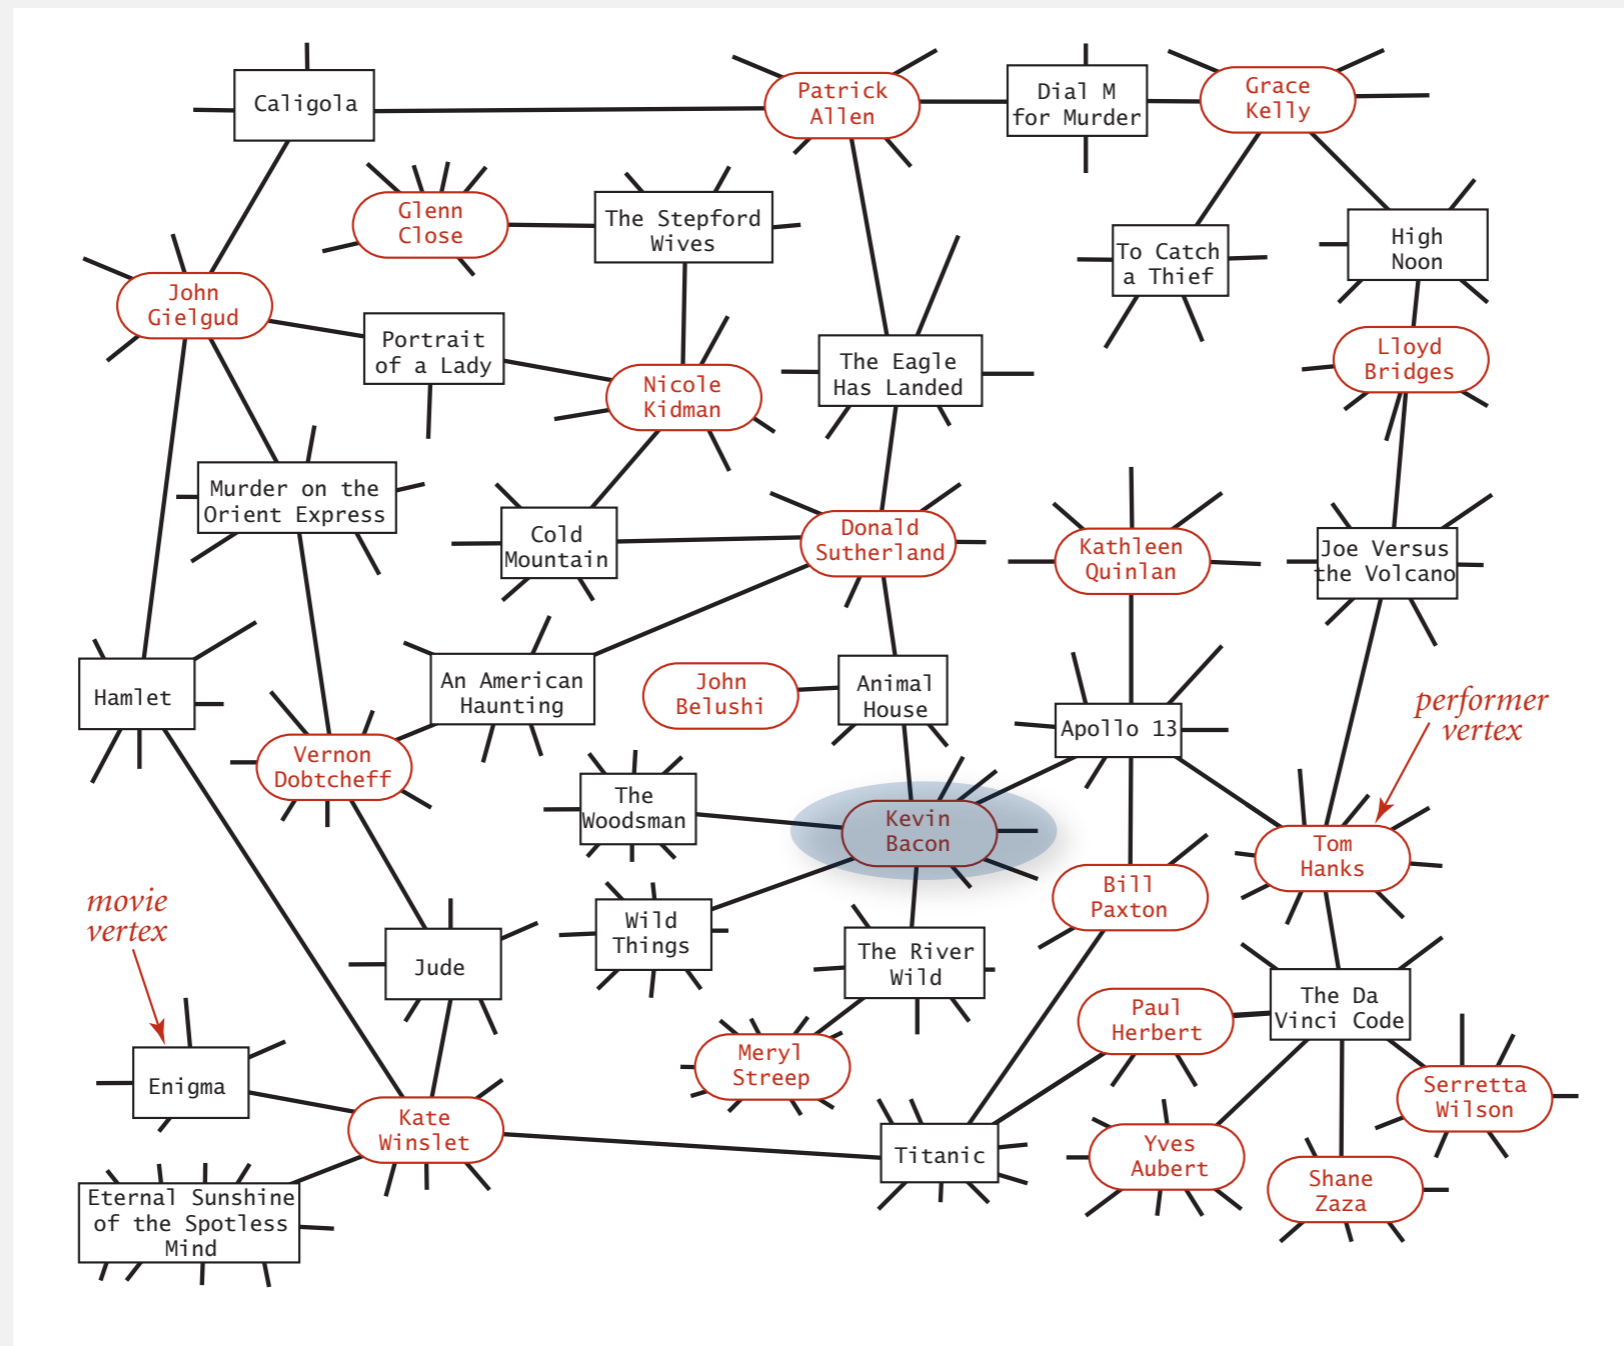 Caligola
Patrick
Allen
Dial M
for Murder
Grace
Kelly
Glenn
Close
The Stepford
Wives
To Catch
a Thief
High
Noon
John
Gielgud
Portrait
of a Lady
Nicole
Kidman
The Eagle
Has Landed
Lloyd
Bridges
Murder on the
Orient Express
Cold
Mountain
Donald
Sutherland
Kathleen
Quinlan
Joe Versus
the Volcano
Hamlet
An American
Haunting
John
Belushi
Animal
House
Apollo 13
performer
vertex
Vernon
Dobtcheff
The
Woodsman
Kevin
Bacon
Tom
Hanks
Bill
Paxton
movie
vertex
Wild
Things
Jude
The River
Wild
Paul
Herbert
The Da
Vinci Code
Enigma
Meryl
Streep
Serretta
Wilson
Kate
Winslet
Titanic
Yves
Aubert
Shane
Zaza
Eternal Sunshine
of the Spotless
Mind